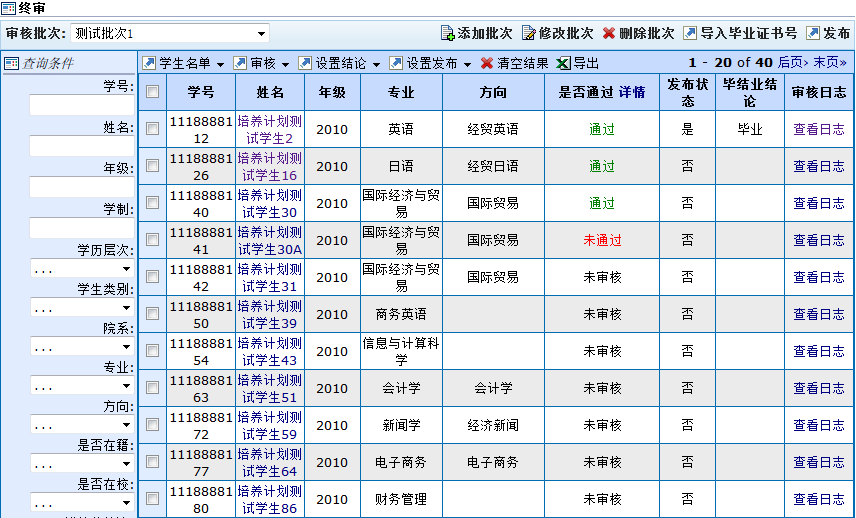 终审
审核批次: 测试批次1 添加批次 修改批次 删除批次 导入毕业证书号 发布
查询条件
学号:
姓名:
年级:
学制:
学历层次:
...
学生类别:
...
院系:
...
专业:
...
方向:
...
是否在籍:
...
是否在校:
...
学生名单 审核 设置结论 设置发布 清空结果 导出 1 - 20 of 40 后页› 末页»
学号 姓名 年级 专业 方向 是否通过 详情 发布状态 毕结业结论 审核日志
1118888112 培养计划测试学生2 2010 英语 经贸英语 通过 是 毕业 查看日志
1118888126 培养计划测试学生16 2010 日语 经贸日语 通过 否 查看日志
1118888140 培养计划测试学生30 2010 国际经济与贸易 国际贸易 通过 否 查看日志
1118888141 培养计划测试学生30A 2010 国际经济与贸易 国际贸易 未通过 否 查看日志
1118888142 培养计划测试学生31 2010 国际经济与贸易 国际贸易 未审核 否 查看日志
1118888150 培养计划测试学生39 2010 商务英语 未审核 否 查看日志
1118888154 培养计划测试学生43 2010 信息与计算科学 未审核 否 查看日志
1118888163 培养计划测试学生51 2010 会计学 会计学 未审核 否 查看日志
1118888172 培养计划测试学生59 2010 新闻学 经济新闻 未审核 否 查看日志
1118888177 培养计划测试学生64 2010 电子商务 电子商务 未审核 否 查看日志
1118888180 培养计划测试学生86 2010 财务管理 未审核 否 查看日志